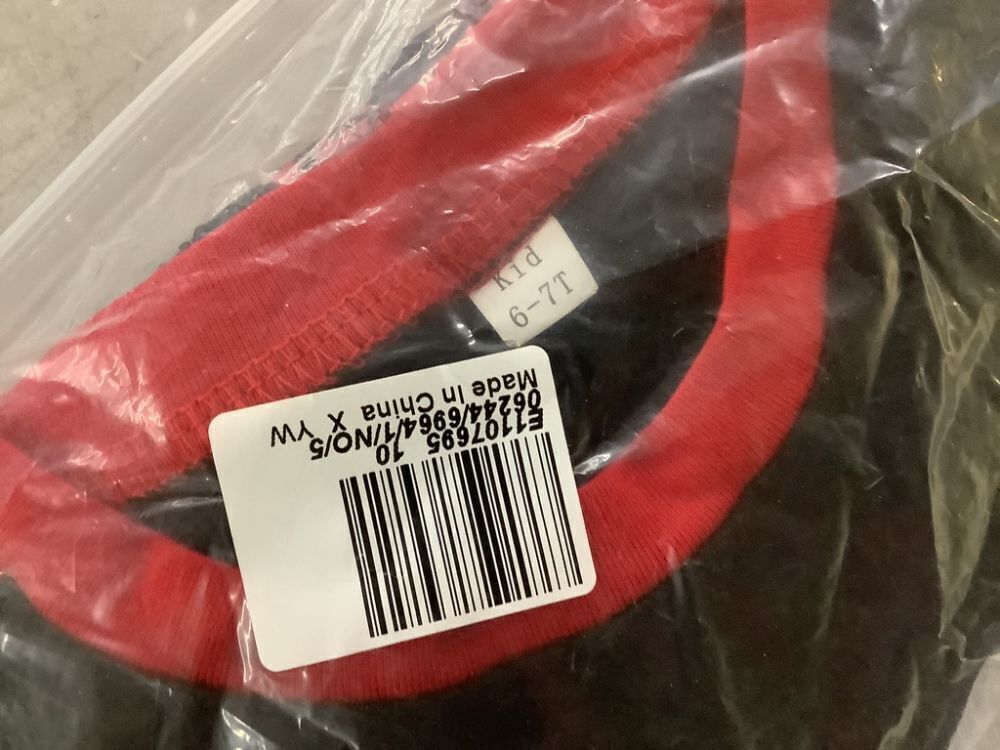 Kid
6-7T
E1107695 10
06244/6964/1/NO/5
Made In China X YW